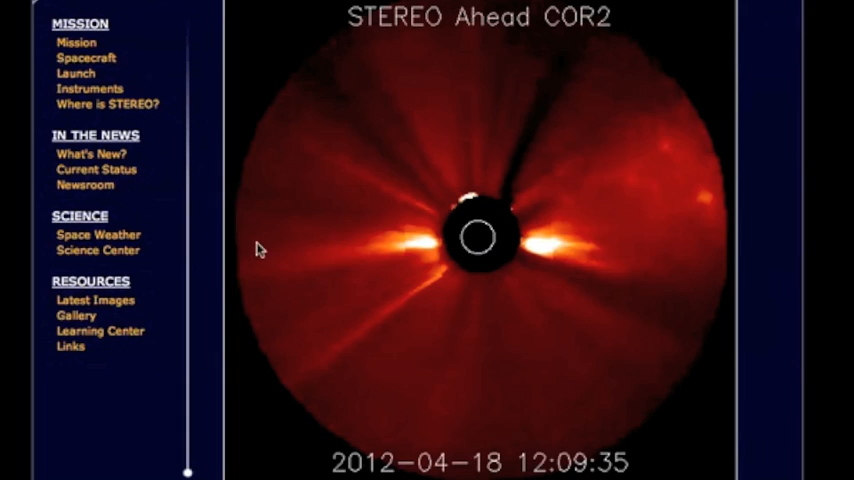 MISSION
Mission
Spacecraft
Launch
Instruments
Where is STEREO?
IN THE NEWS
What's New?
Current Status
Newsroom
SCIENCE
Space Weather
Science Center
RESOURCES
Latest Images
Gallery
Learning Center
Links
STEREO Ahead COR2
2012-04-18 12:09:35